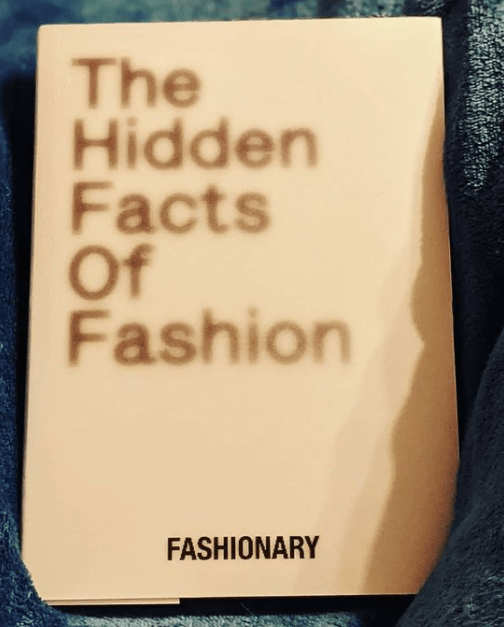 The
Hidden
Facts
Of
Fashion
FASHIONARY